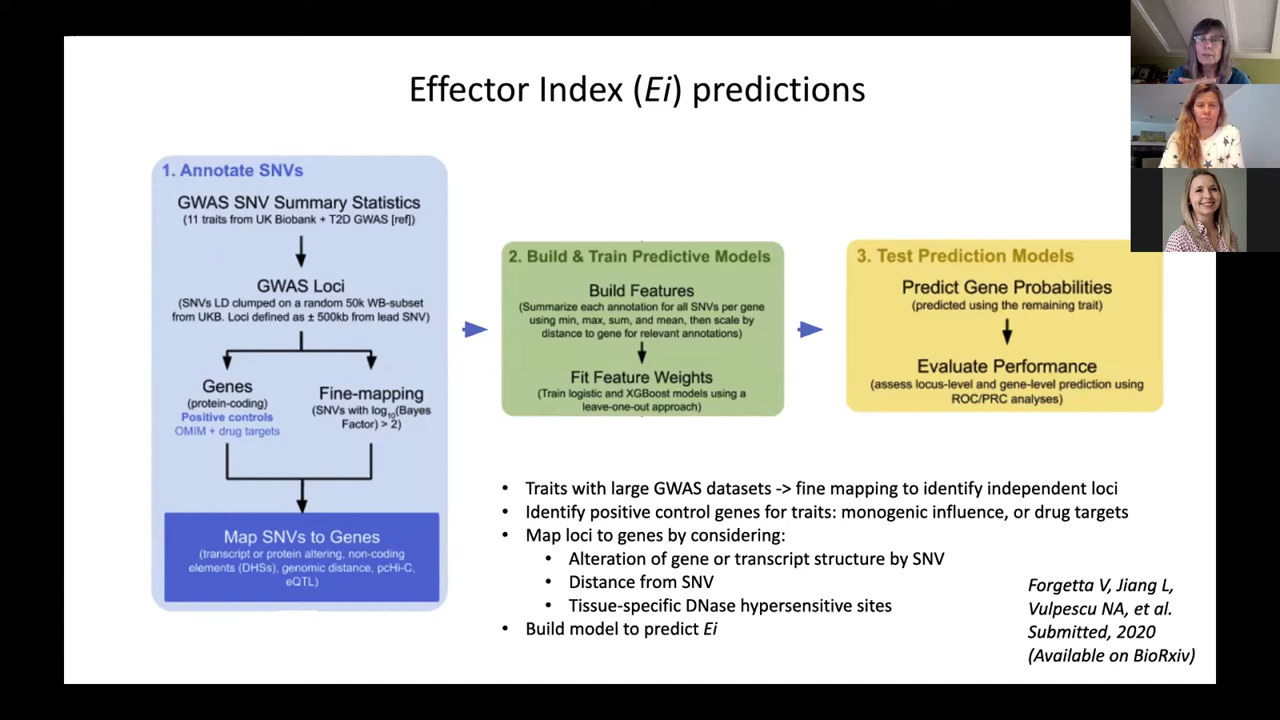 Effector Index (Ei) predictions
1. Annotate SNVs
GWAS SNV Summary Statistics
(11 traits from UK Biobank + T2D GWAS [ref])
GWAS Loci
(SNVs LD clumped on a random 50k WB-subset
from UKB. Loci defined as ± 500kb from lead SNV)
Genes
(protein-coding)
Positive controls
OMIM + drug targets
Fine-mapping
(SNVs with log10(Bayes
Factor) > 2)
Map SNVs to Genes
(transcript or protein altering, non-coding
elements (DHSs), genomic distance, pcHi-C,
eQTL)
2. Build & Train Predictive Models
Build Features
(Summarize each annotation for all SNVs per gene
using min, max, sum, and mean, then scale by
distance to gene for relevant annotations)
Fit Feature Weights
(Train logistic and XGBoost models using a
leave-one-out approach)
3. Test Prediction Models
Predict Gene Probabilities
(predicted using the remaining trait)
Evaluate Performance
(assess locus-level and gene-level prediction using
ROC/PRC analyses)
• Traits with large GWAS datasets -> fine mapping to identify independent loci
• Identify positive control genes for traits: monogenic influence, or drug targets
• Map loci to genes by considering:
• Alteration of gene or transcript structure by SNV
• Distance from SNV
• Tissue-specific DNase hypersensitive sites
• Build model to predict Ei
Forgetta V, Jiang L,
Vulpescu NA, et al.
Submitted, 2020
(Available on BioRxiv)